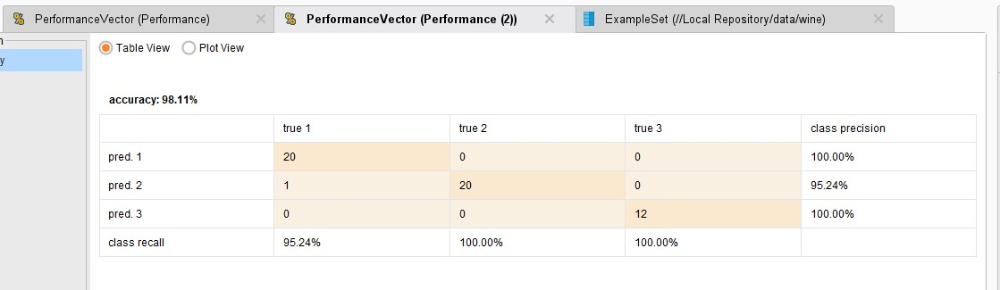 PerformanceVector (Performance) PerformanceVector (Performance (2)) ExampleSet (//Local Repository/data/wine)
n
y
Table View Plot View
accuracy: 98.11%
true 1 true 2 true 3 class precision
pred. 1 20 0 0 100.00%
pred. 2 1 20 0 95.24%
pred. 3 0 0 12 100.00%
class recall 95.24% 100.00% 100.00%